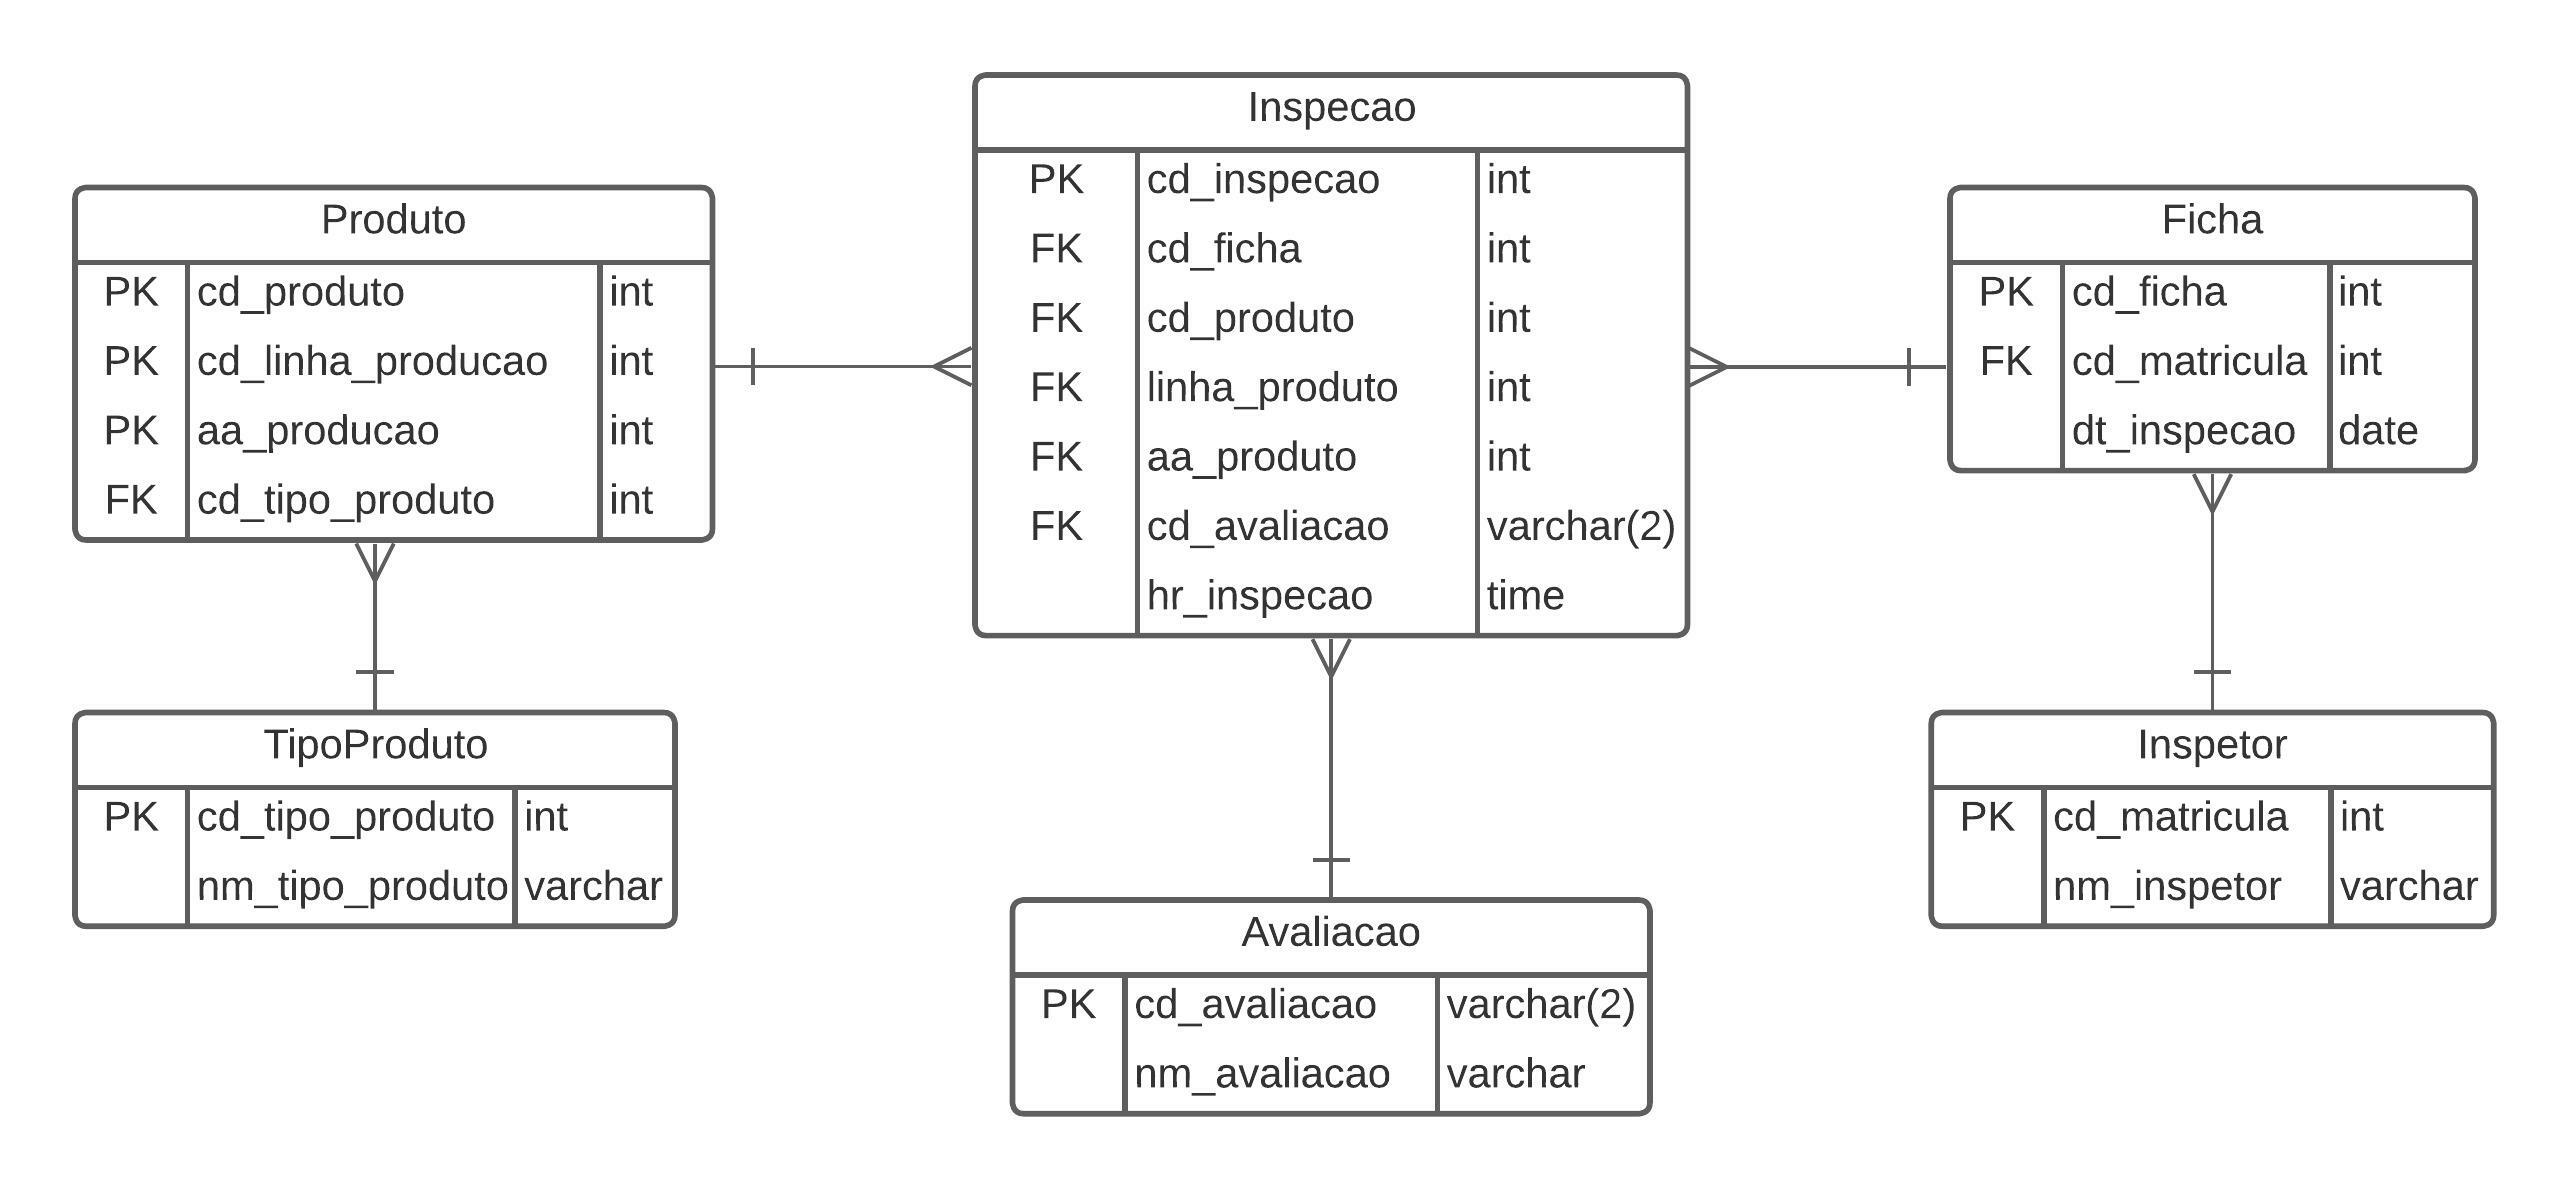 Produto
PK cd_produto int
PK cd_linha_producao int
PK aa_producao int
FK cd_tipo_produto int
TipoProduto
PK cd_tipo_produto int
nm_tipo_produto varchar
Inspecao
PK cd_inspecao int
FK cd_ficha int
FK cd_produto int
FK linha_produto int
FK aa_produto int
FK cd_avaliacao varchar(2)
hr_inspecao time
Avaliacao
PK cd_avaliacao varchar(2)
nm_avaliacao varchar
Ficha
PK cd_ficha int
FK cd_matricula int
dt_inspecao date
Inspetor
PK cd_matricula int
nm_inspetor varchar